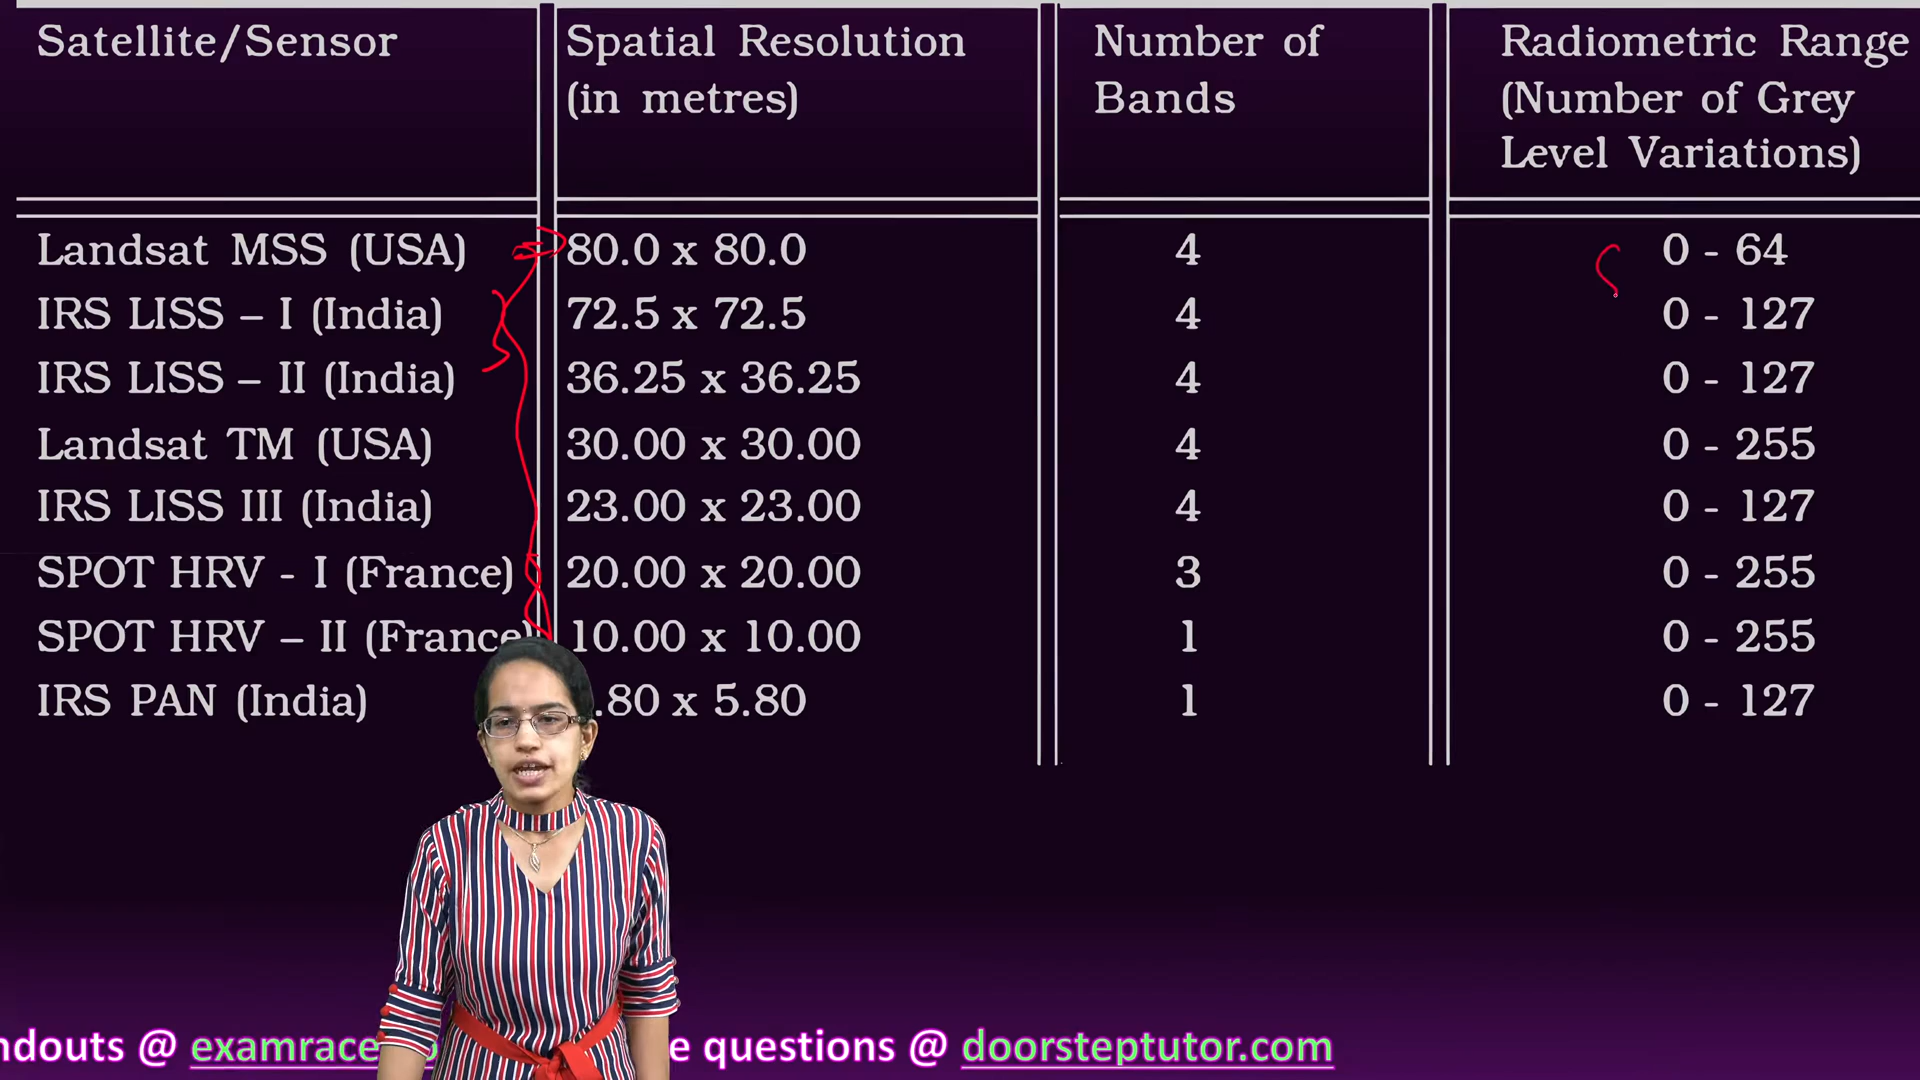 Satellite/Sensor Spatial Resolution Number of Radiometric Range
(in metres) Bands (Number of Grey
Level Variations)
Landsat MSS (USA) 80.0 x 80.0 4 0 - 64
IRS LISS – I (India) 72.5 x 72.5 4 0 - 127
IRS LISS – II (India) 36.25 x 36.25 4 0 - 127
Landsat TM (USA) 30.00 x 30.00 4 0 - 255
IRS LISS III (India) 23.00 x 23.00 4 0 - 127
SPOT HRV - I (France) 20.00 x 20.00 3 0 - 255
SPOT HRV – II (France) 10.00 x 10.00 1 0 - 255
IRS PAN (India) .80 x 5.80 1 0 - 127
ndouts @ examrace e questions @ doorsteptutor.com